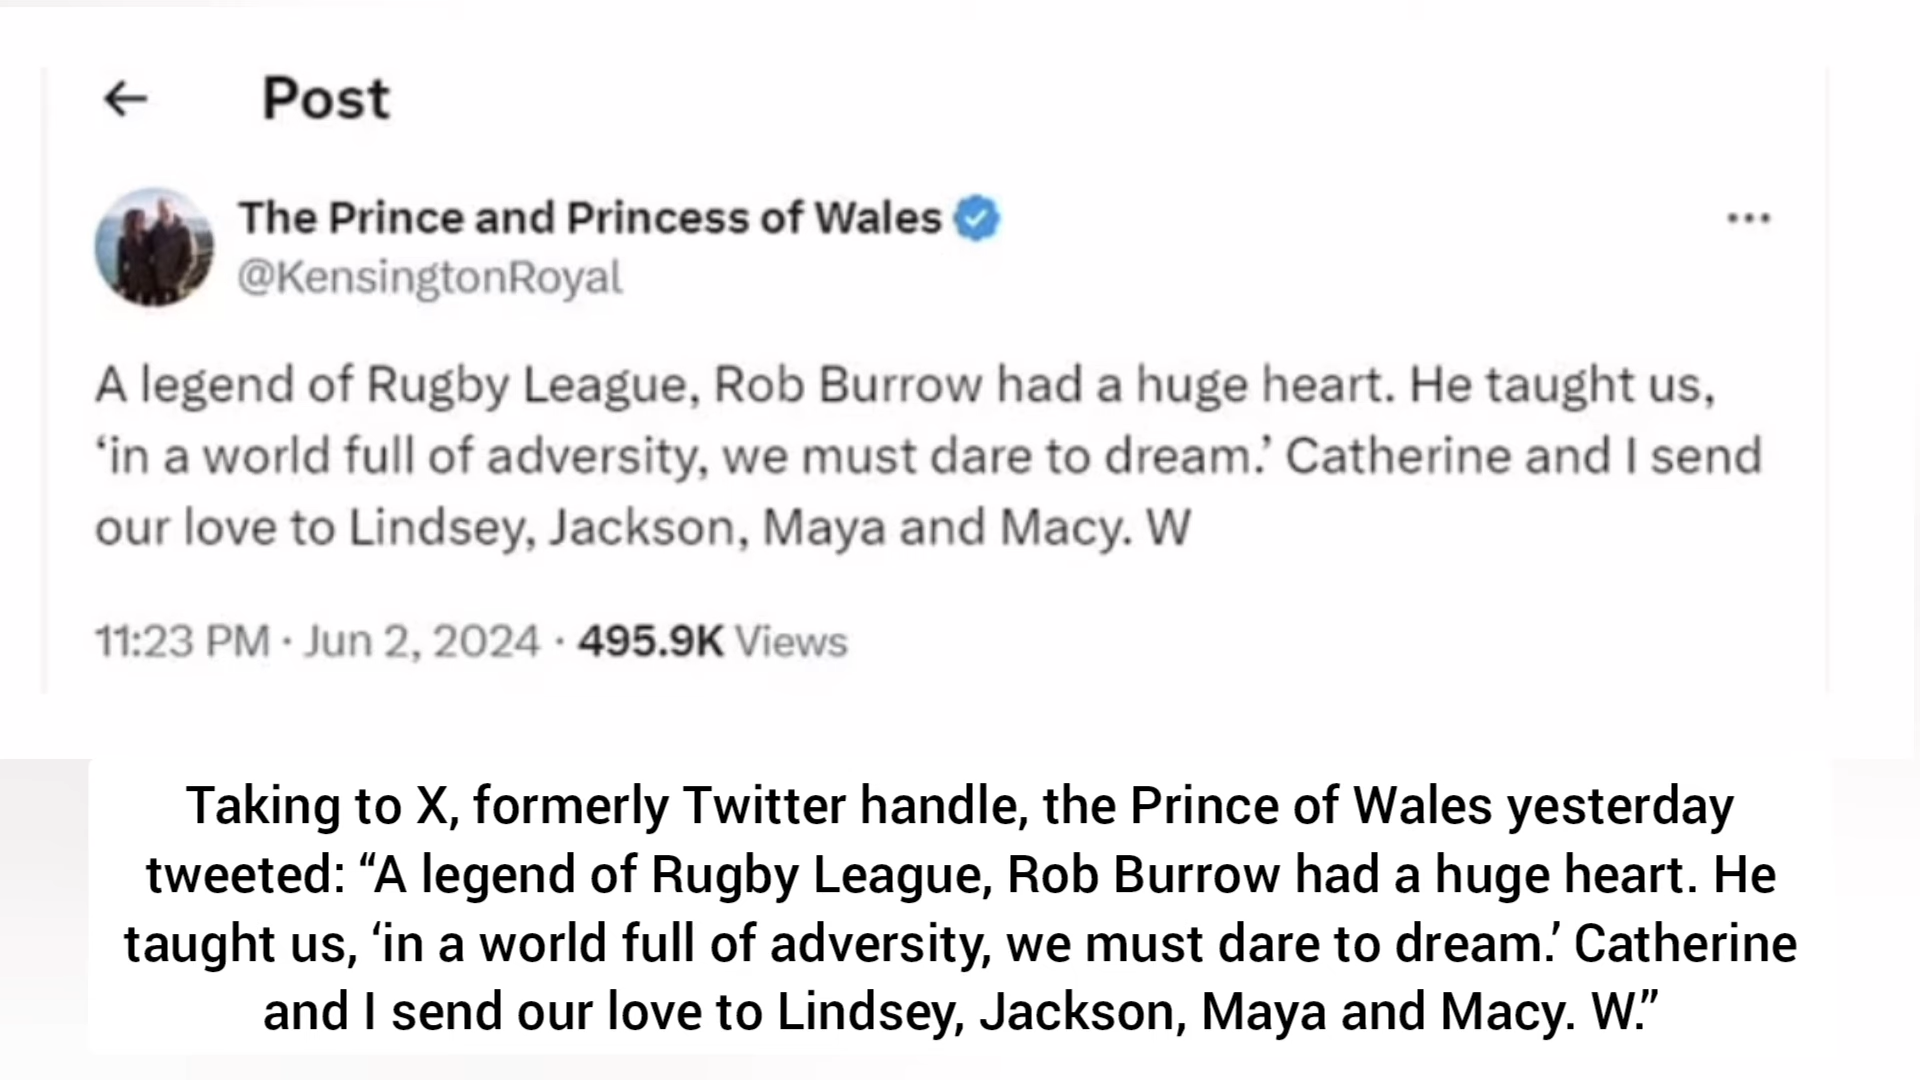 Post
The Prince and Princess of Wales
@KensingtonRoyal
A legend of Rugby League, Rob Burrow had a huge heart. He taught us,
‘in a world full of adversity, we must dare to dream.’ Catherine and I send
our love to Lindsey, Jackson, Maya and Macy. W
11:23 PM · Jun 2, 2024 · 495.9K Views
Taking to X, formerly Twitter handle, the Prince of Wales yesterday
tweeted: “A legend of Rugby League, Rob Burrow had a huge heart. He
taught us, ‘in a world full of adversity, we must dare to dream.’ Catherine
and I send our love to Lindsey, Jackson, Maya and Macy. W.”